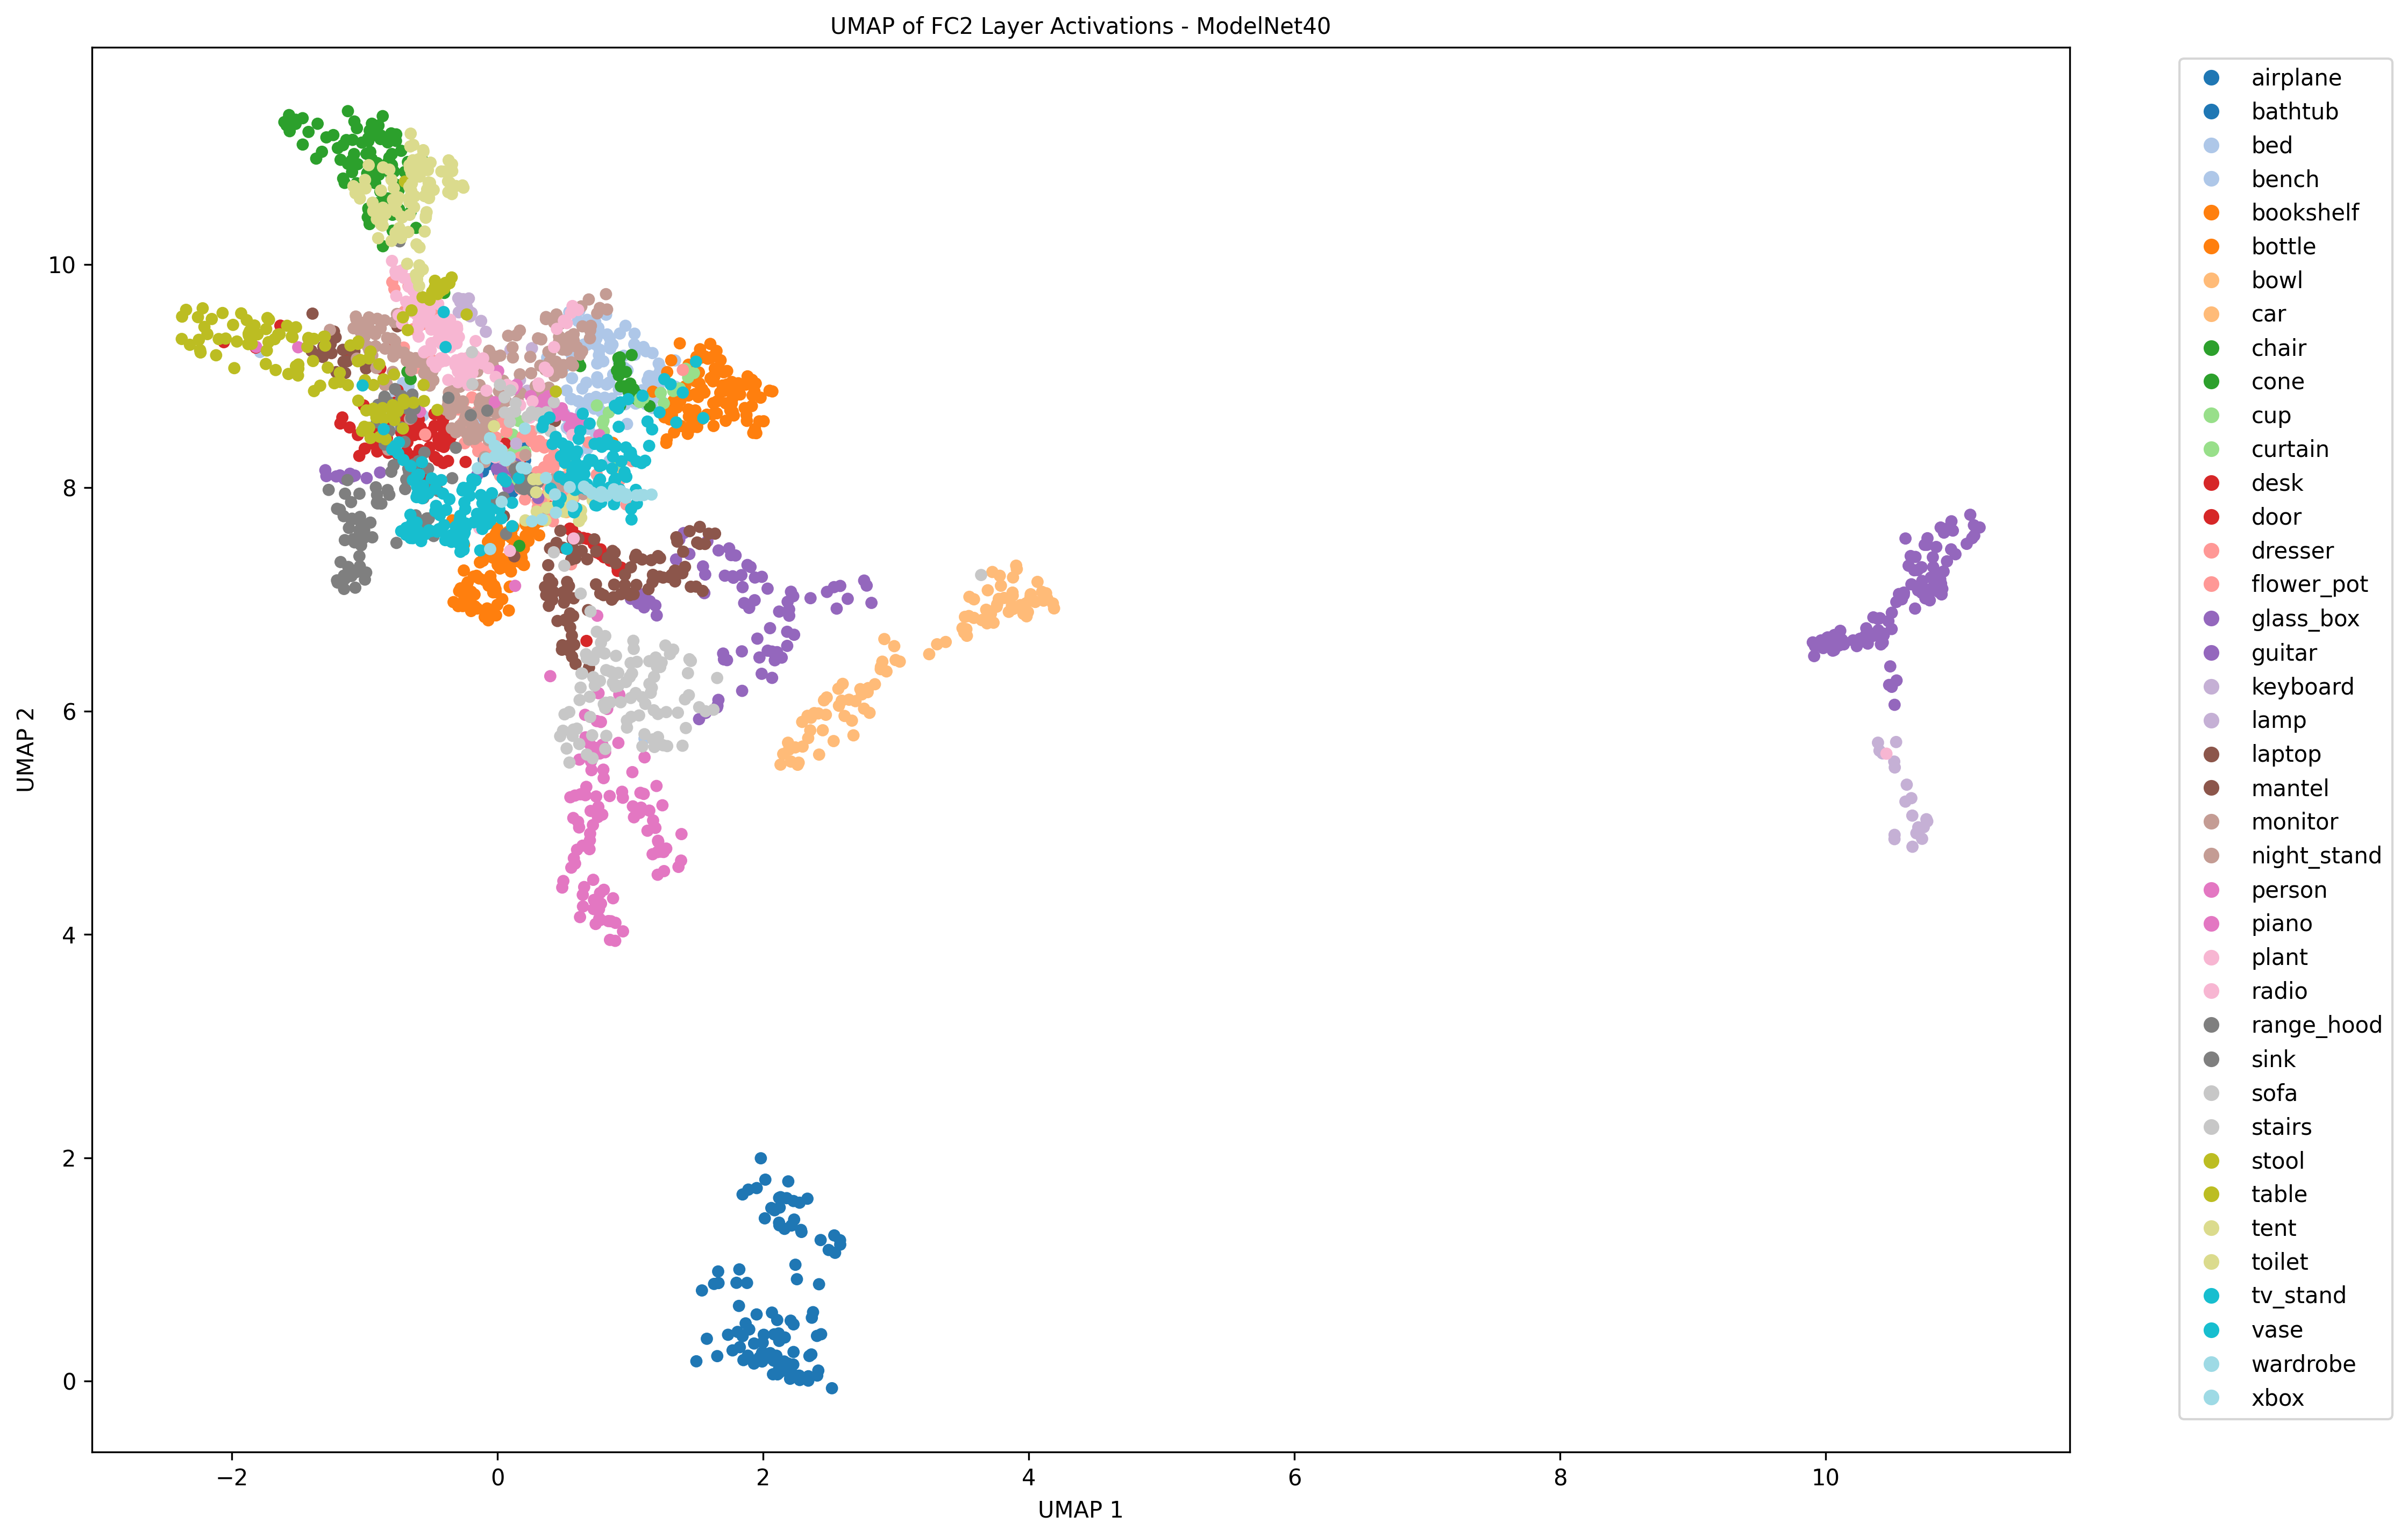 UMAP of FC2 Layer Activations - ModelNet40
10
8
6
4
2
0
UMAP 2
−2
0
2
4
6
8
10
UMAP 1
airplane
bathtub
bed
bench
bookshelf
bottle
bowl
car
chair
cone
cup
curtain
desk
door
dresser
flower_pot
glass_box
guitar
keyboard
lamp
laptop
mantel
monitor
night_stand
person
piano
plant
radio
range_hood
sink
sofa
stairs
stool
table
tent
toilet
tv_stand
vase
wardrobe
xbox